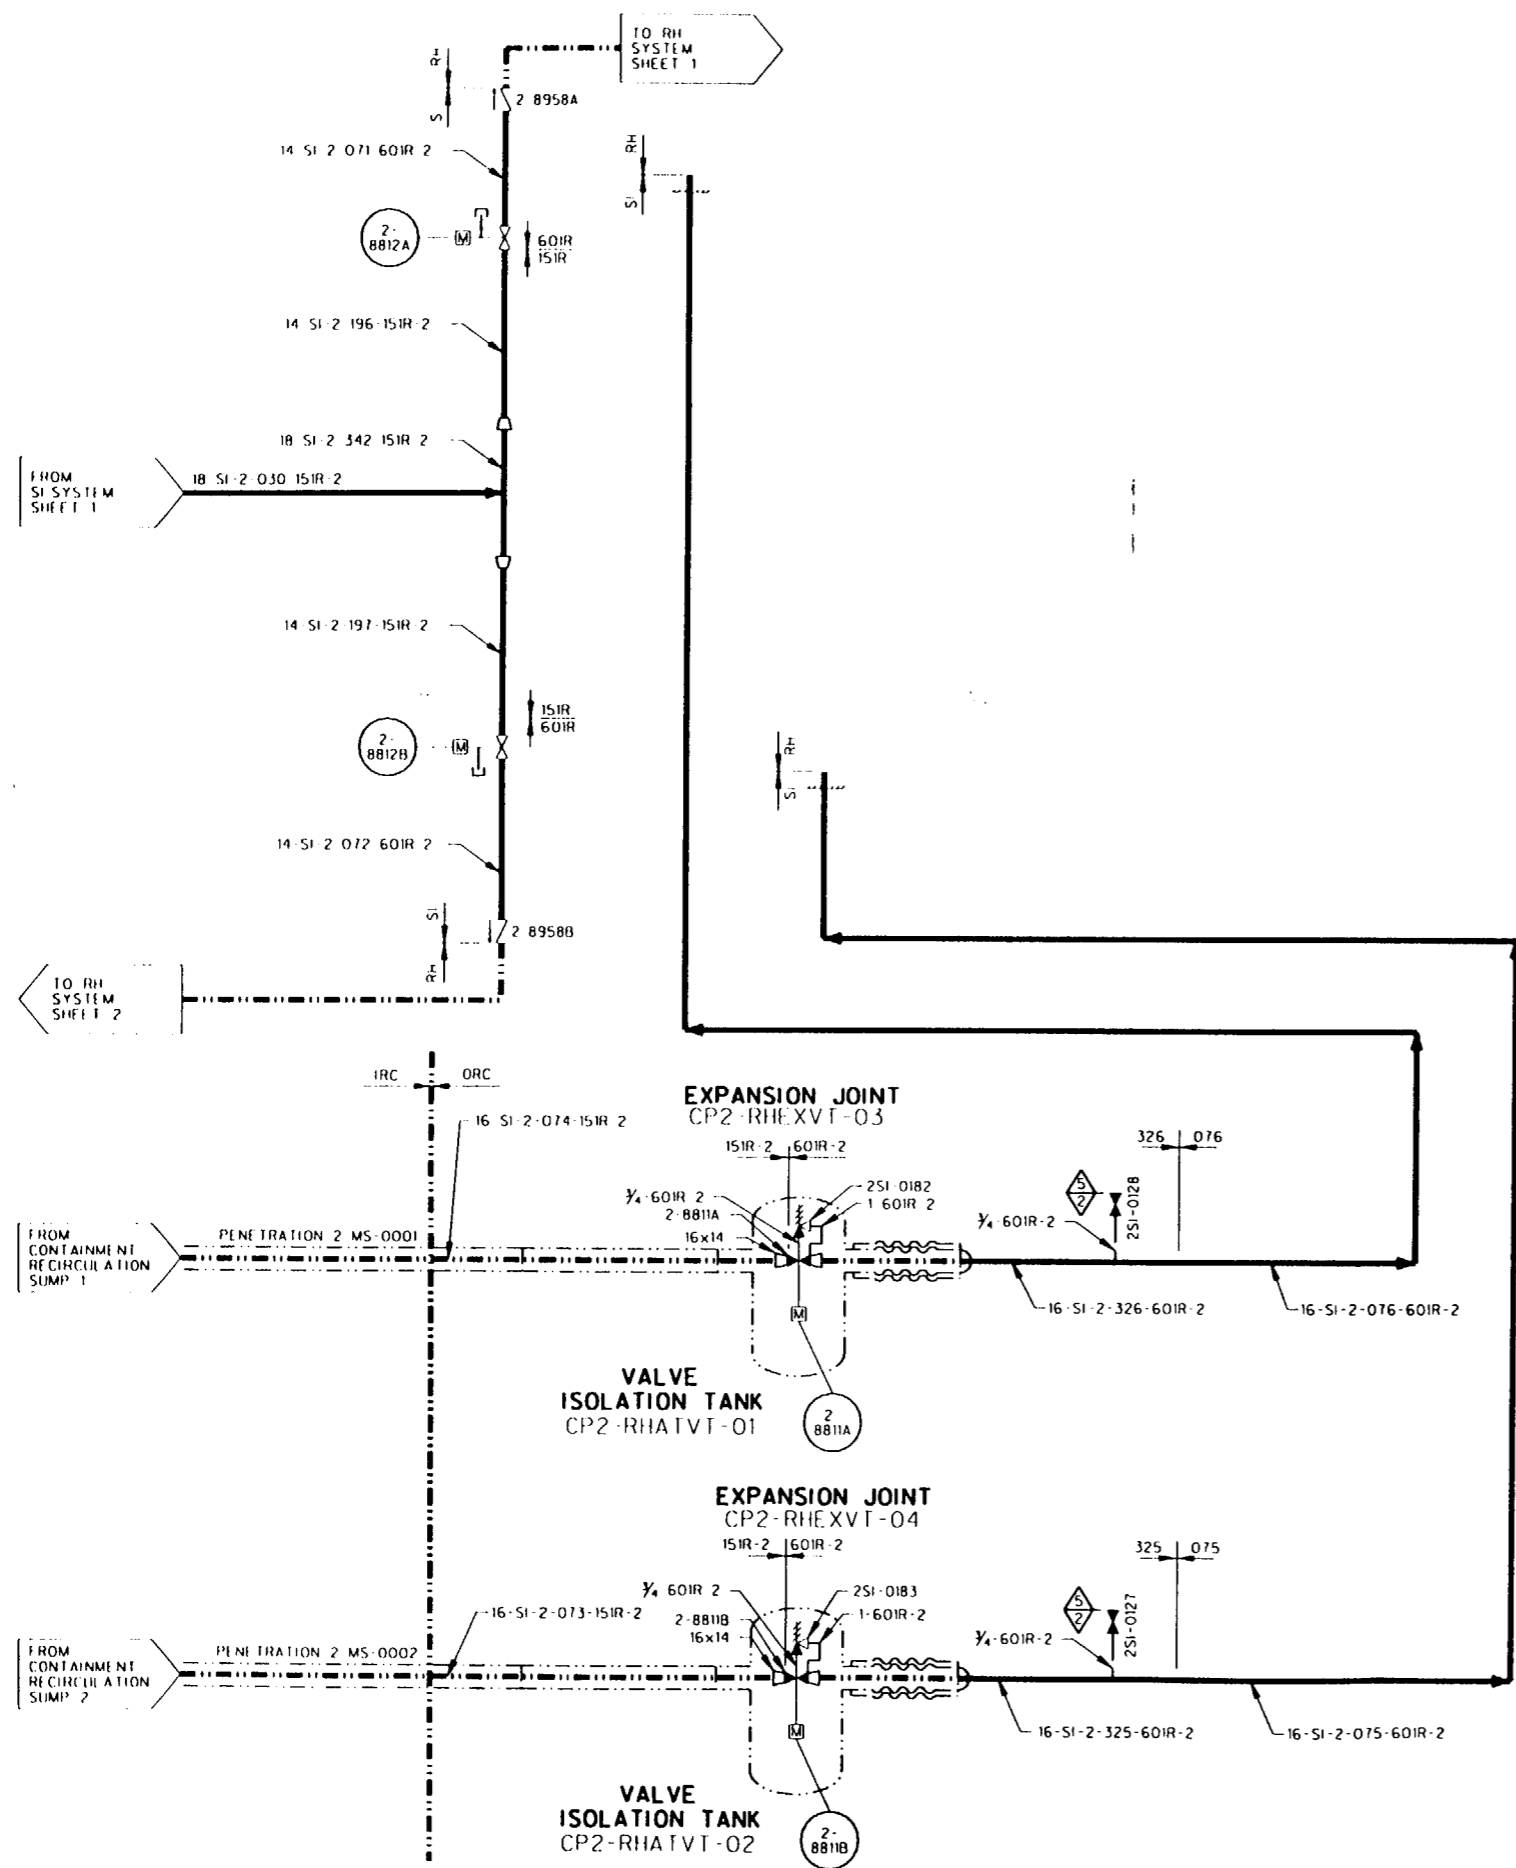 TO RH
SYSTEM
SHEET 1
RH
S
2 8958A
14 SI-2 071 601R 2
RH
SI
2-
8812A
M
601R
151R
14 SI-2 196-151R-2
18 SI-2 342 151R 2
FROM
SI SYSTEM
SHEET 1
18 SI-2-030 151R-2
14-SI-2-197-151R-2
151R
601R
2-
8812B
M
RH
SI
14-SI-2 072 601R 2
SI
RH
2 8958B
TO RH
SYSTEM
SHEET 2
IRC
ORC
EXPANSION JOINT
CP2-RHEXVT-03
16 SI-2-074-151R 2
151R-2
601R-2
326
076
3/4-601R 2
2SI-0182
2-8811A
1 601R 2
16x14
5
2
2SI-0128
3/4-601R-2
FROM
CONTAINMENT
RECIRCULATION
SUMP 1
PENETRATION 2 MS-0001
16-SI-2-326-601R-2
16-SI-2-076-601R-2
M
VALVE
ISOLATION TANK
CP2-RHATVT-01
2
8811A
EXPANSION JOINT
CP2-RHEXVT-04
151R-2
601R-2
325
075
3/4 601R 2
2SI-0183
2-8811B
1-601R-2
16x14
16-SI-2-073-151R-2
5
2
2SI-0127
3/4-601R-2
FROM
CONTAINMENT
RECIRCULATION
SUMP 2
PENETRATION 2 MS-0002
16-SI-2-325-601R-2
16-SI-2-075-601R-2
M
VALVE
ISOLATION TANK
CP2-RHATVT-02
2-
8811B